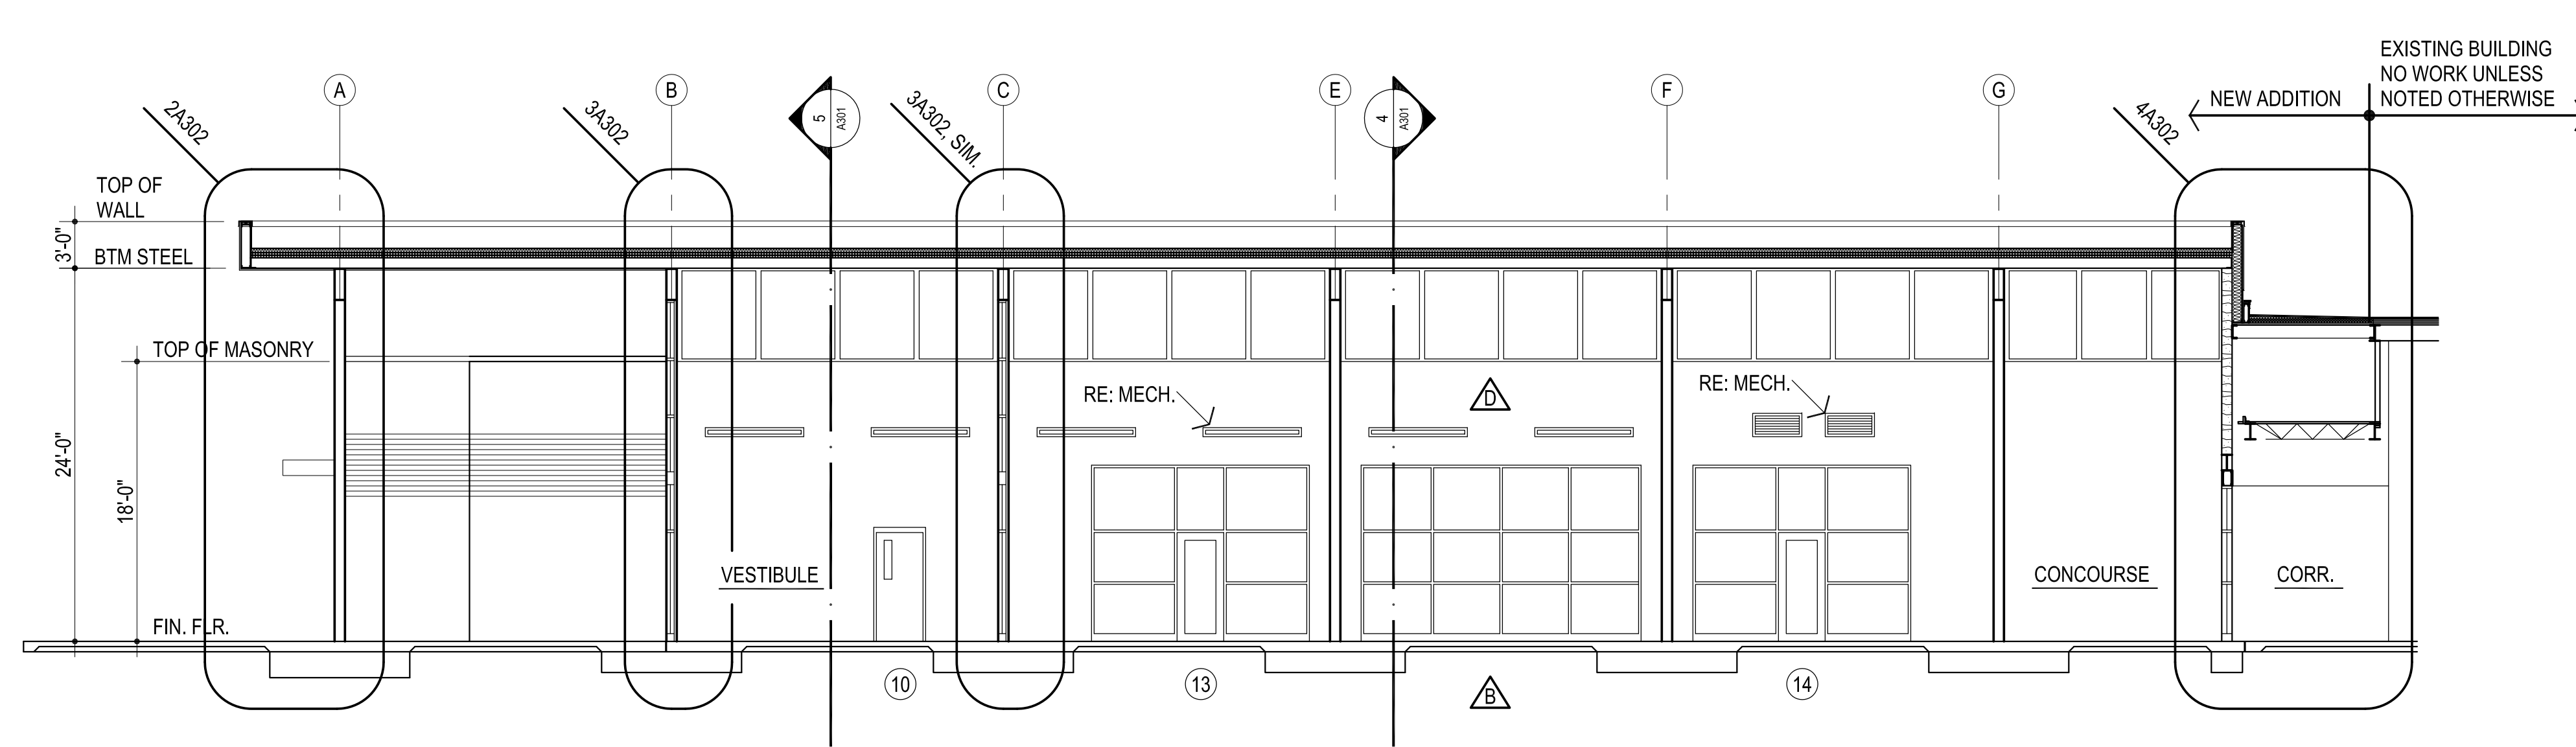 EXISTING BUILDING
NO WORK UNLESS
NOTED OTHERWISE
NEW ADDITION
A
B
C
E
F
G
2A302
3A302
5
A301
3A302, SIM.
4
A301
4A302
TOP OF
WALL
3'-0"
BTM STEEL
TOP OF MASONRY
24'-0"
18'-0"
RE: MECH.
D
RE: MECH.
VESTIBULE
CONCOURSE
CORR.
FIN. FLR.
10
13
B
14